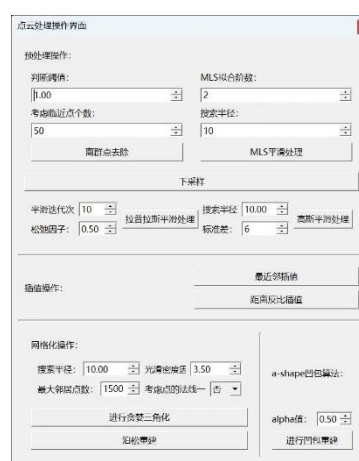 点云处理操作界面
预处理操作：
判断阈值： MLS拟合阶数：
1.00 2
考虑临近点个数： 搜索半径：
50 10
离群点去除 MLS平滑处理
下采样
平滑迭代次 10 拉普拉斯平滑处理 搜索半径 10.00 高斯平滑处理
松弛因子： 0.50 标准差： 6
最近邻插值
插值操作：
距离反比插值
网格化操作：
搜索半径： 10.00 光滑密度因 3.50 a-shape凹包算法：
最大邻居点数： 1500 考虑点的法线一 否
进行贪婪三角化 alpha值： 0.50
泊松重建 进行凹包重建